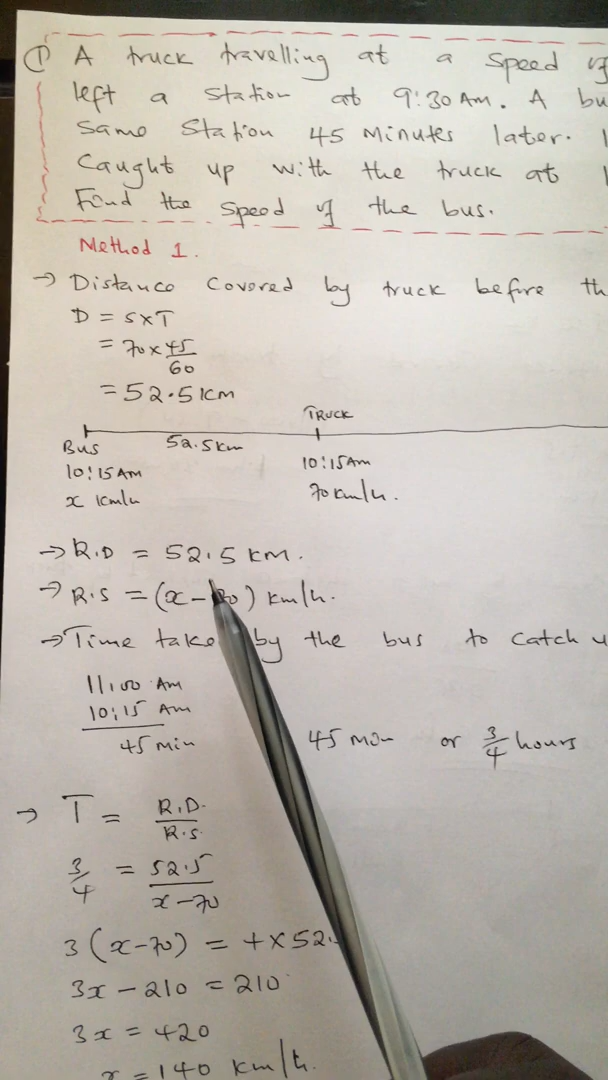 ① A truck travelling at a speed of
left a station at 9:30 Am. A bu
same station 45 minutes later.
Caught up with the truck at 1
Find the speed of the bus.
Method 1.
→ Distance covered by truck before th
D = S×T
= 70 × 45/60
= 52.5 KM
TRUCK
52.5km
Bus
10:15 AM
10:15 AM
x km/h
70 km/h.
→ R.D = 52.5 KM.
→ R.S = (x-70) km/h.
→ Time take by the bus to catch u
11:00 AM
10:15 AM
45 min
45 min or 3/4 hours
→ T = R.D./R.S.
3/4 = 52.5/x-70
3(x-70) = 4×52.
3x - 210 = 210
3x = 420
x = 140 km/h.